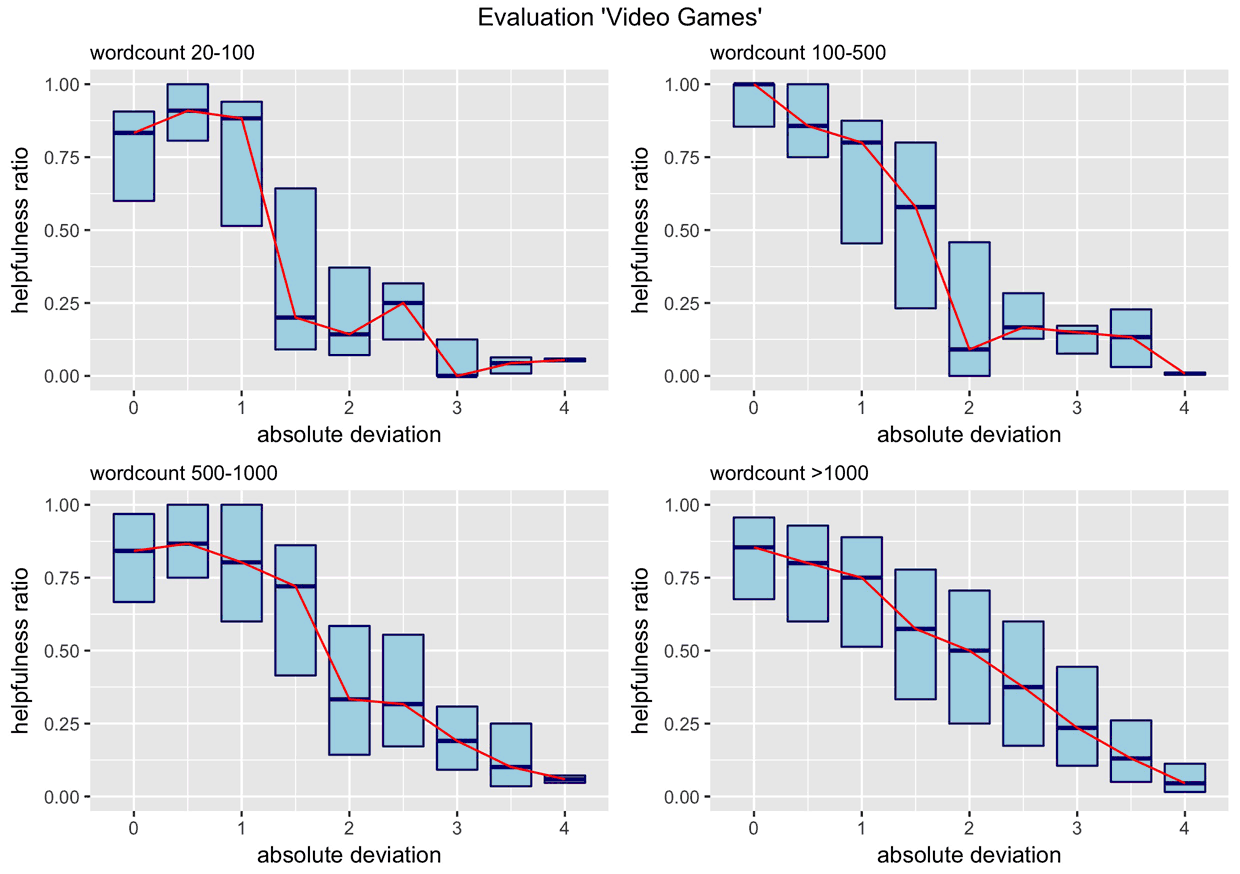 Evaluation 'Video Games'
wordcount 20-100
helpfulness ratio
1.00
0.75
0.50
0.25
0.00
0 1 2 3 4
absolute deviation
wordcount 100-500
helpfulness ratio
1.00
0.75
0.50
0.25
0.00
0 1 2 3 4
absolute deviation
wordcount 500-1000
helpfulness ratio
1.00
0.75
0.50
0.25
0.00
0 1 2 3 4
absolute deviation
wordcount >1000
helpfulness ratio
1.00
0.75
0.50
0.25
0.00
0 1 2 3 4
absolute deviation